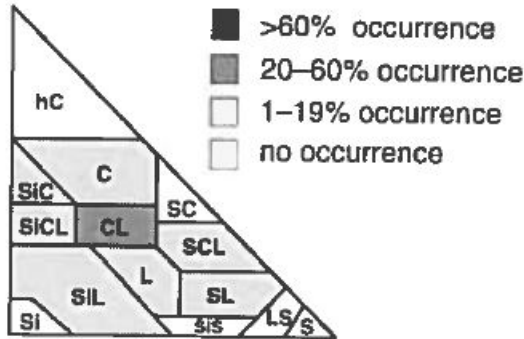 >60% occurrence
20–60% occurrence
1–19% occurrence
no occurrence
hC
C
SiC
SC
SiCL
CL
SCL
L
SiL
SL
Si
SiS
LS
S